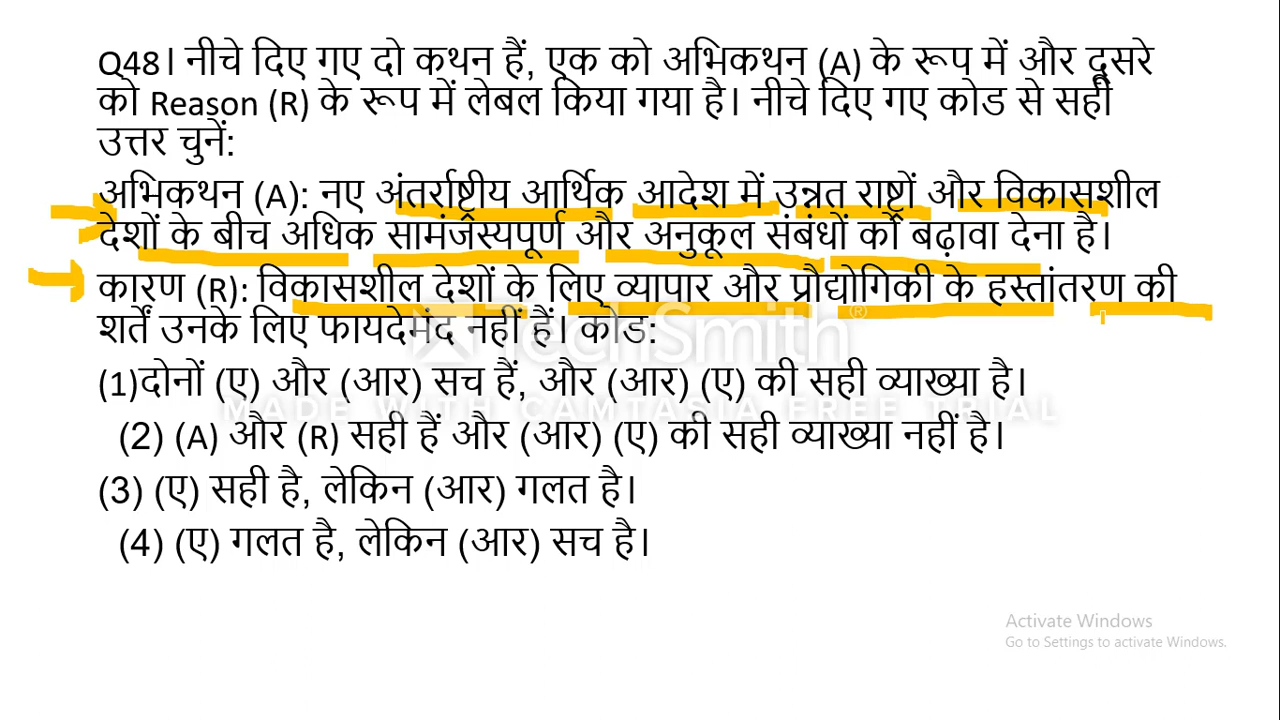 Q48। नीचे दिए गए दो कथन हैं, एक को अभिकथन (A) के रूप में और दूसरे
को Reason (R) के रूप में लेबल किया गया है। नीचे दिए गए कोड से सही
उत्तर चुनें:
अभिकथन (A): नए अंतर्राष्ट्रीय आर्थिक आदेश में उन्नत राष्ट्रों और विकासशील
देशों के बीच अधिक सामंजस्यपूर्ण और अनुकूल संबंधों को बढ़ावा देना है।
कारण (R): विकासशील देशों के लिए व्यापार और प्रौद्योगिकी के हस्तांतरण की
शर्तें उनके लिए फायदेमंद नहीं हैं। कोड:
TechSmith®
(1)दोनों (ए) और (आर) सच हैं, और (आर) (ए) की सही व्याख्या है।
MADE WITH CAMTASIA FREE TRIAL
(2) (A) और (R) सही हैं और (आर) (ए) की सही व्याख्या नहीं है।
(3) (ए) सही है, लेकिन (आर) गलत है।
(4) (ए) गलत है, लेकिन (आर) सच है।
Activate Windows
Go to Settings to activate Windows.